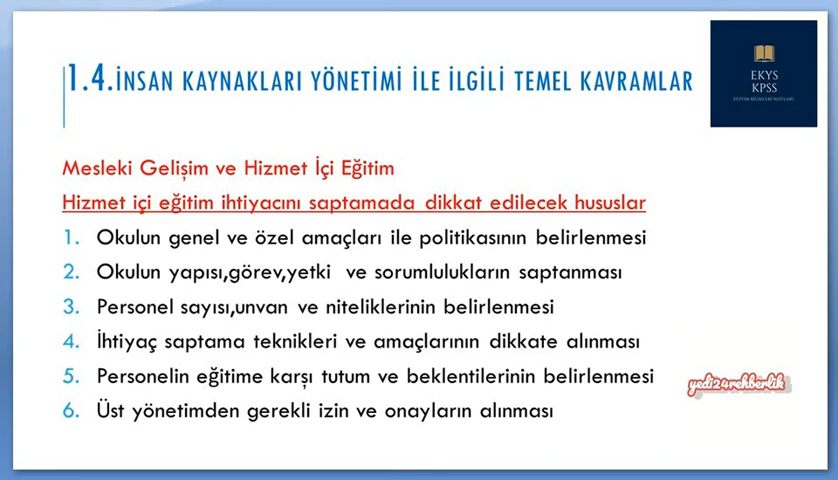 1.4.İNSAN KAYNAKLARI YÖNETİMİ İLE İLGİLİ TEMEL KAVRAMLAR
EKYS
KPSS
EĞİTİM BİLİMLERİ NOTLARI
Mesleki Gelişim ve Hizmet İçi Eğitim
Hizmet içi eğitim ihtiyacını saptamada dikkat edilecek hususlar
1. Okulun genel ve özel amaçları ile politikasının belirlenmesi
2. Okulun yapısı,görev,yetki ve sorumlulukların saptanması
3. Personel sayısı,unvan ve niteliklerinin belirlenmesi
4. İhtiyaç saptama teknikleri ve amaçlarının dikkate alınması
5. Personelin eğitime karşı tutum ve beklentilerinin belirlenmesi
6. Üst yönetimden gerekli izin ve onayların alınması
yedi24rehberlik